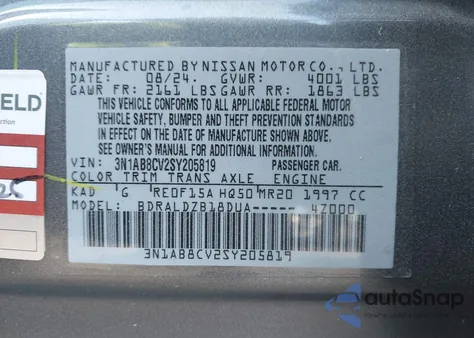 MANUFACTURED BY NISSAN MOTOR CO., LTD.
DATE: 08/24. GVWR: 4001 LBS
GAWR FR: 2161 LBS GAWR RR: 1863 LBS
THIS VEHICLE CONFORMS TO ALL APPLICABLE FEDERAL MOTOR
VEHICLE SAFETY, BUMPER AND THEFT PREVENTION STANDARDS
IN EFFECT ON THE DATE OF MANUFACTURE SHOWN ABOVE.
SEE OWNER'S MANUAL FOR ADDITIONAL INFORMATION.
VIN: 3N1AB8CV2SY205819 PASSENGER CAR.
COLOR TRIM TRANS AXLE ENGINE
KAD G RE0F15A HQ50 MR20 1997 CC
MODEL: BDRALDZB18DUA----- 4Z000
3N1AB8CV2SY205819
ELD
autoSnap